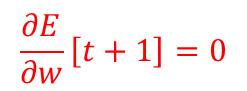 ∂E/∂w [t + 1] = 0